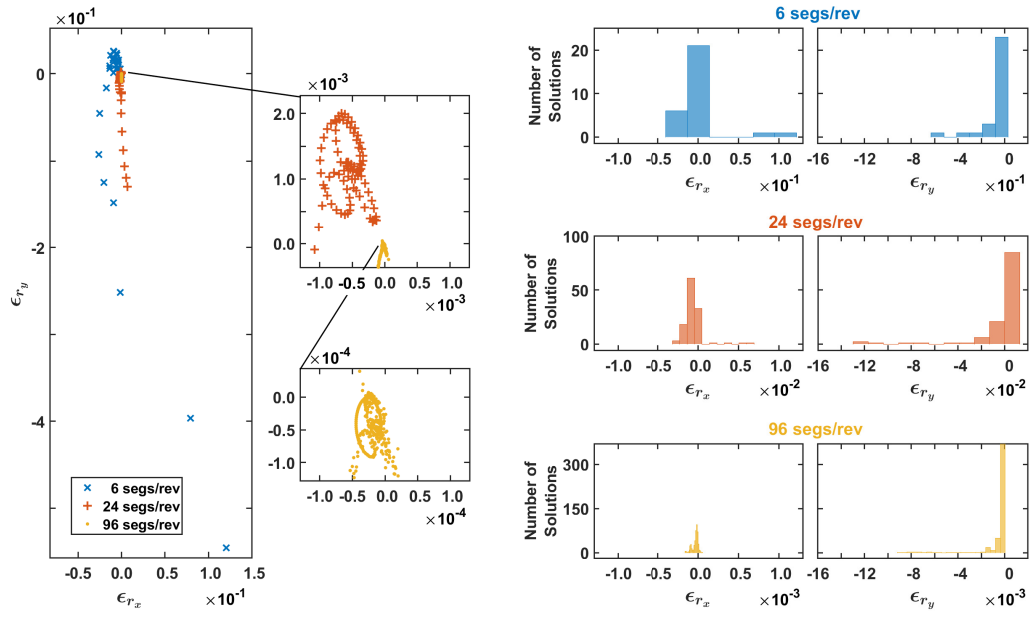 ×10⁻¹
0
-2
-4
ϵ_{r_y}
-0.5 0.0 0.5 1.0 1.5
ϵ_{r_x} ×10⁻¹
6 segs/rev
24 segs/rev
96 segs/rev
×10⁻³
2.0
1.0
0.0
-1.0 -0.5 0.0 0.5 1.0
×10⁻³
×10⁻⁴
0.0
-0.5
-1.0
-1.0 -0.5 0.0 0.5 1.0
×10⁻⁴
6 segs/rev
Number of
Solutions
20
10
0
-1.0 -0.5 0.0 0.5 1.0
ϵ_{r_x} ×10⁻¹
-16 -12 -8 -4 0
ϵ_{r_y} ×10⁻¹
24 segs/rev
Number of
Solutions
100
50
0
-1.0 -0.5 0.0 0.5 1.0
ϵ_{r_x} ×10⁻²
-16 -12 -8 -4 0
ϵ_{r_y} ×10⁻²
96 segs/rev
Number of
Solutions
300
150
0
-1.0 -0.5 0.0 0.5 1.0
ϵ_{r_x} ×10⁻³
-16 -12 -8 -4 0
ϵ_{r_y} ×10⁻³